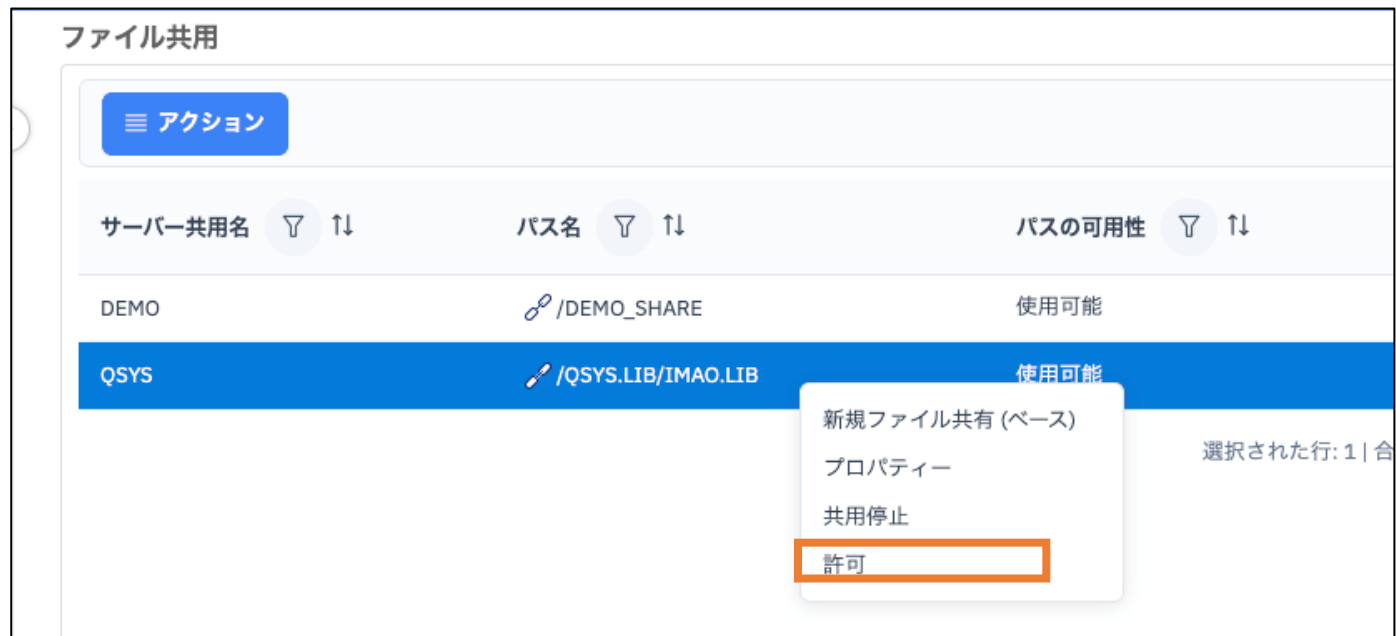 ファイル共用
アクション
サーバー共用名 パス名 パスの可用性
DEMO /DEMO_SHARE 使用可能
QSYS /QSYS.LIB/IMAO.LIB 使用可能
新規ファイル共有 (ベース)
選択された行: 1 | 合
プロパティー
共用停止
許可